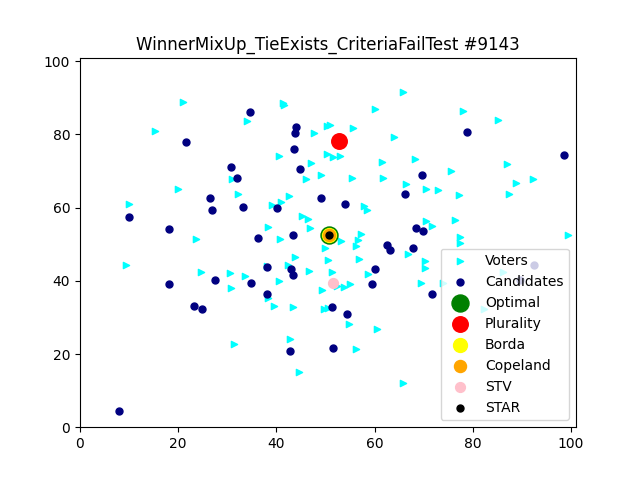 WinnerMixUp_TieExists_CriteriaFailTest #9143
100
80
60
40
20
0
0 20 40 60 80 100
Voters
Candidates
Optimal
Plurality
Borda
Copeland
STV
STAR